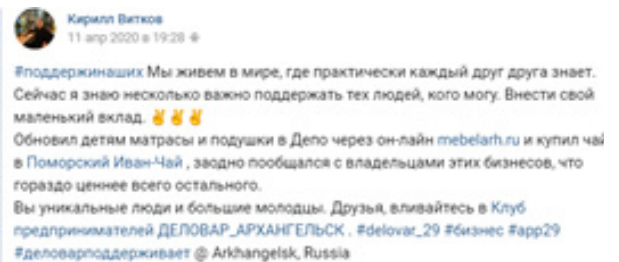 Кирилл Витков
11 апр 2020 в 19:28
#поддержинаших Мы живем в мире, где практически каждый друг друга знает.
Сейчас я знаю несколько важно поддержать тех людей, кого могу. Внести свой
маленький вклад. ✌✌✌
Обновил детям матрасы и подушки в Депо через он-лайн mebelarh.ru и купил чай
в Поморский Иван-Чай , заодно пообщался с владельцами этих бизнесов, что
гораздо ценнее всего остального.
Вы уникальные люди и большие молодцы. Друзья, вливайтесь в Клуб
предпринимателей ДЕЛОВАР_АРХАНГЕЛЬСК . #delovar_29 #бизнес #app29
#деловарподдерживает @ Arkhangelsk, Russia